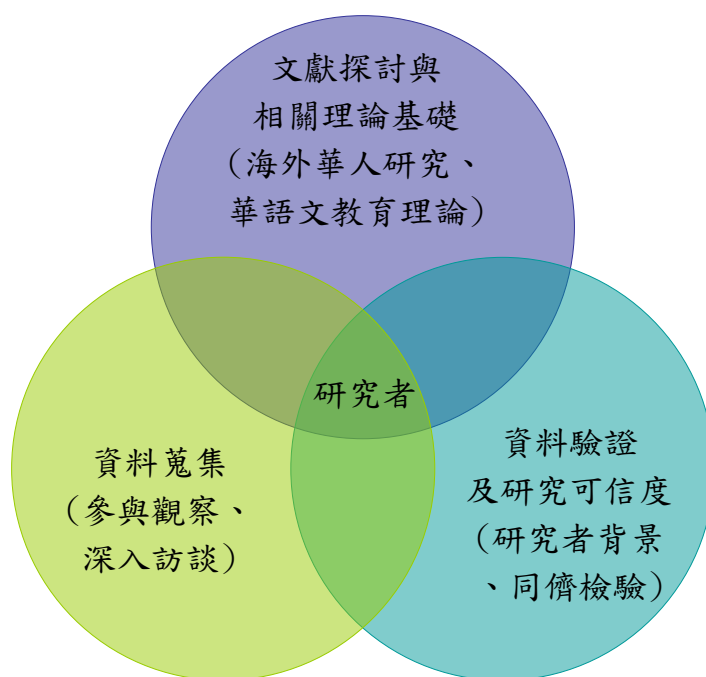 文獻探討與
相關理論基礎
（海外華人研究、
華語文教育理論）
研究者
資料蒐集
（參與觀察、
深入訪談）
資料驗證
及研究可信度
（研究者背景
、同儕檢驗）